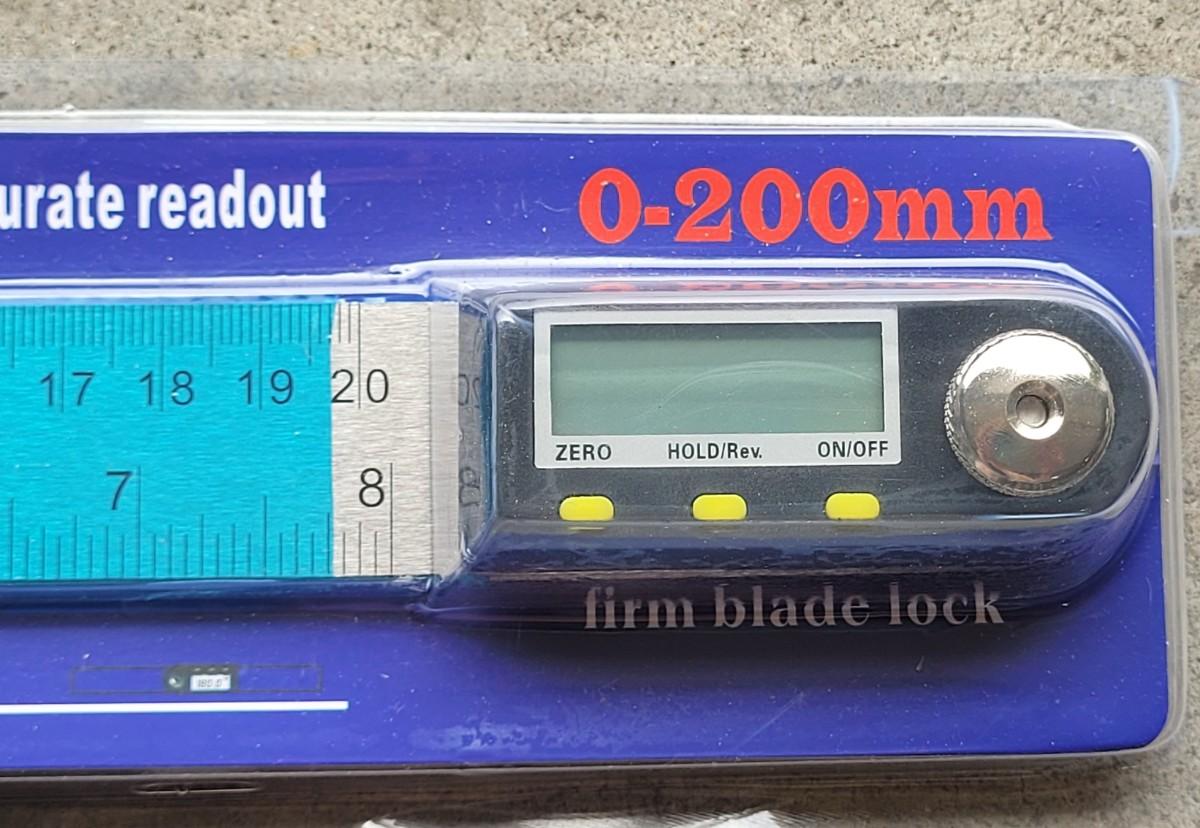 urate readout
0-200mm
17 18 19 20
7 8
ZERO HOLD/Rev. ON/OFF
firm blade lock